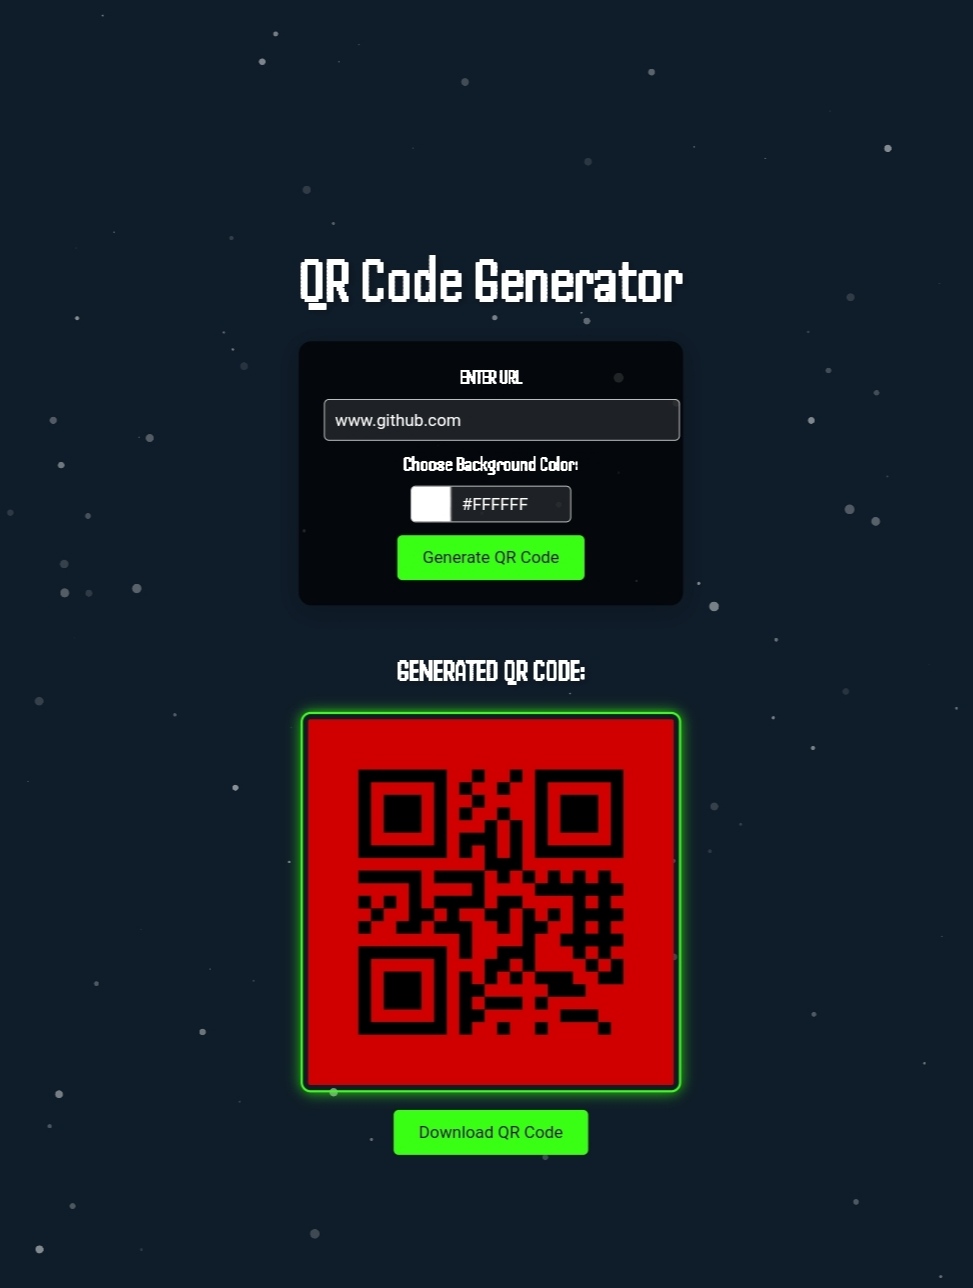 QR Code Generator
ENTER URL
www.github.com
Choose Background Color:
#FFFFFF
Generate QR Code
GENERATED QR CODE:
Download QR Code